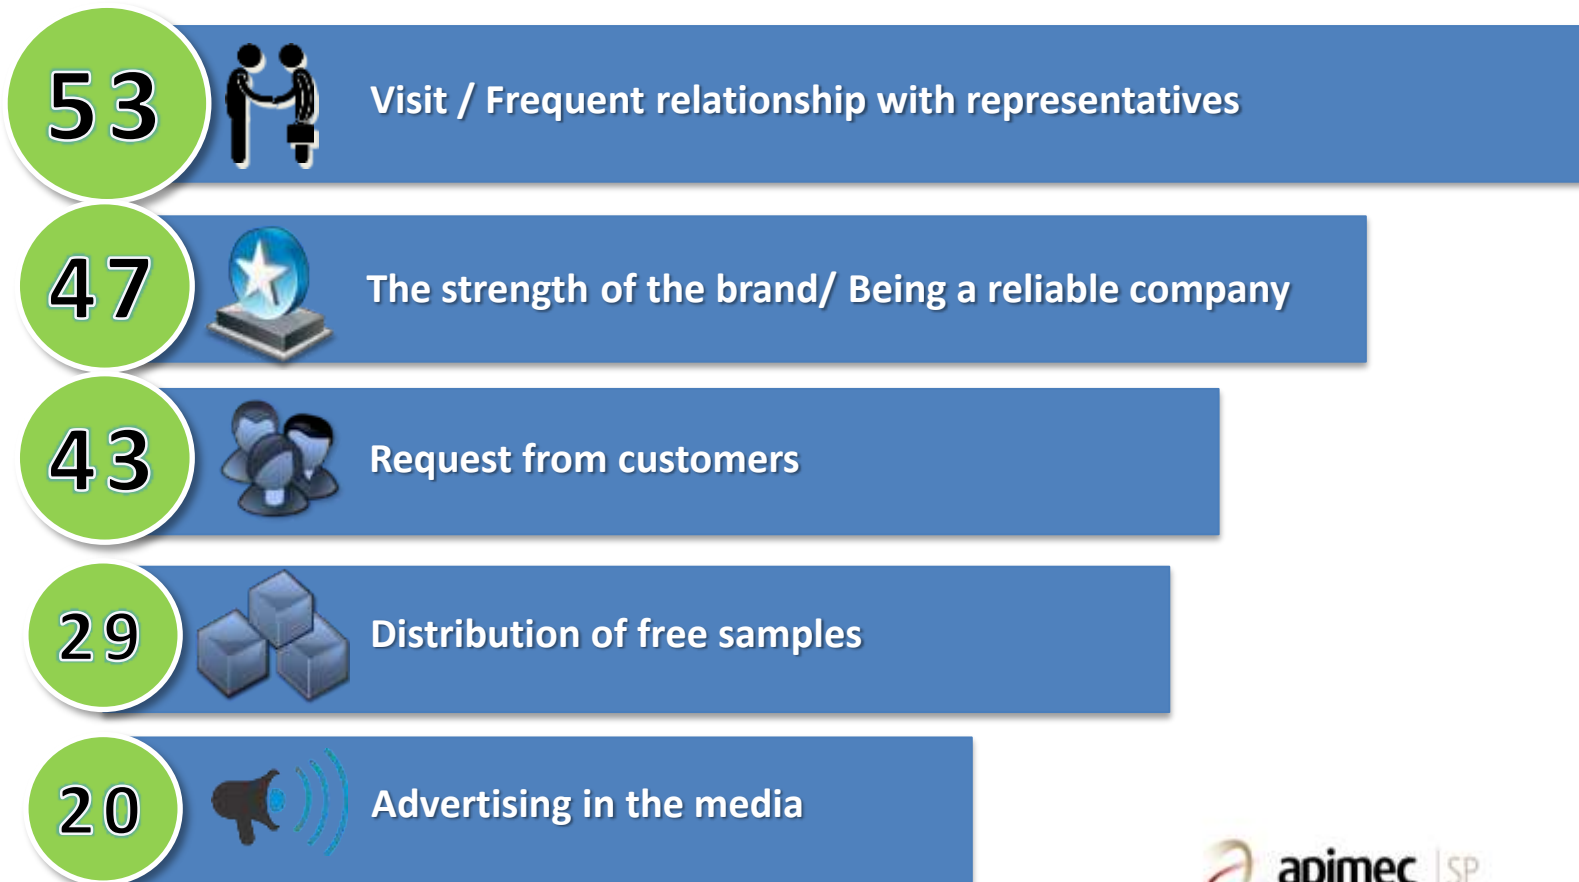 53
Visit / Frequent relationship with representatives
47
The strength of the brand/ Being a reliable company
43
Request from customers
29
Distribution of free samples
20
Advertising in the media
apimec SP